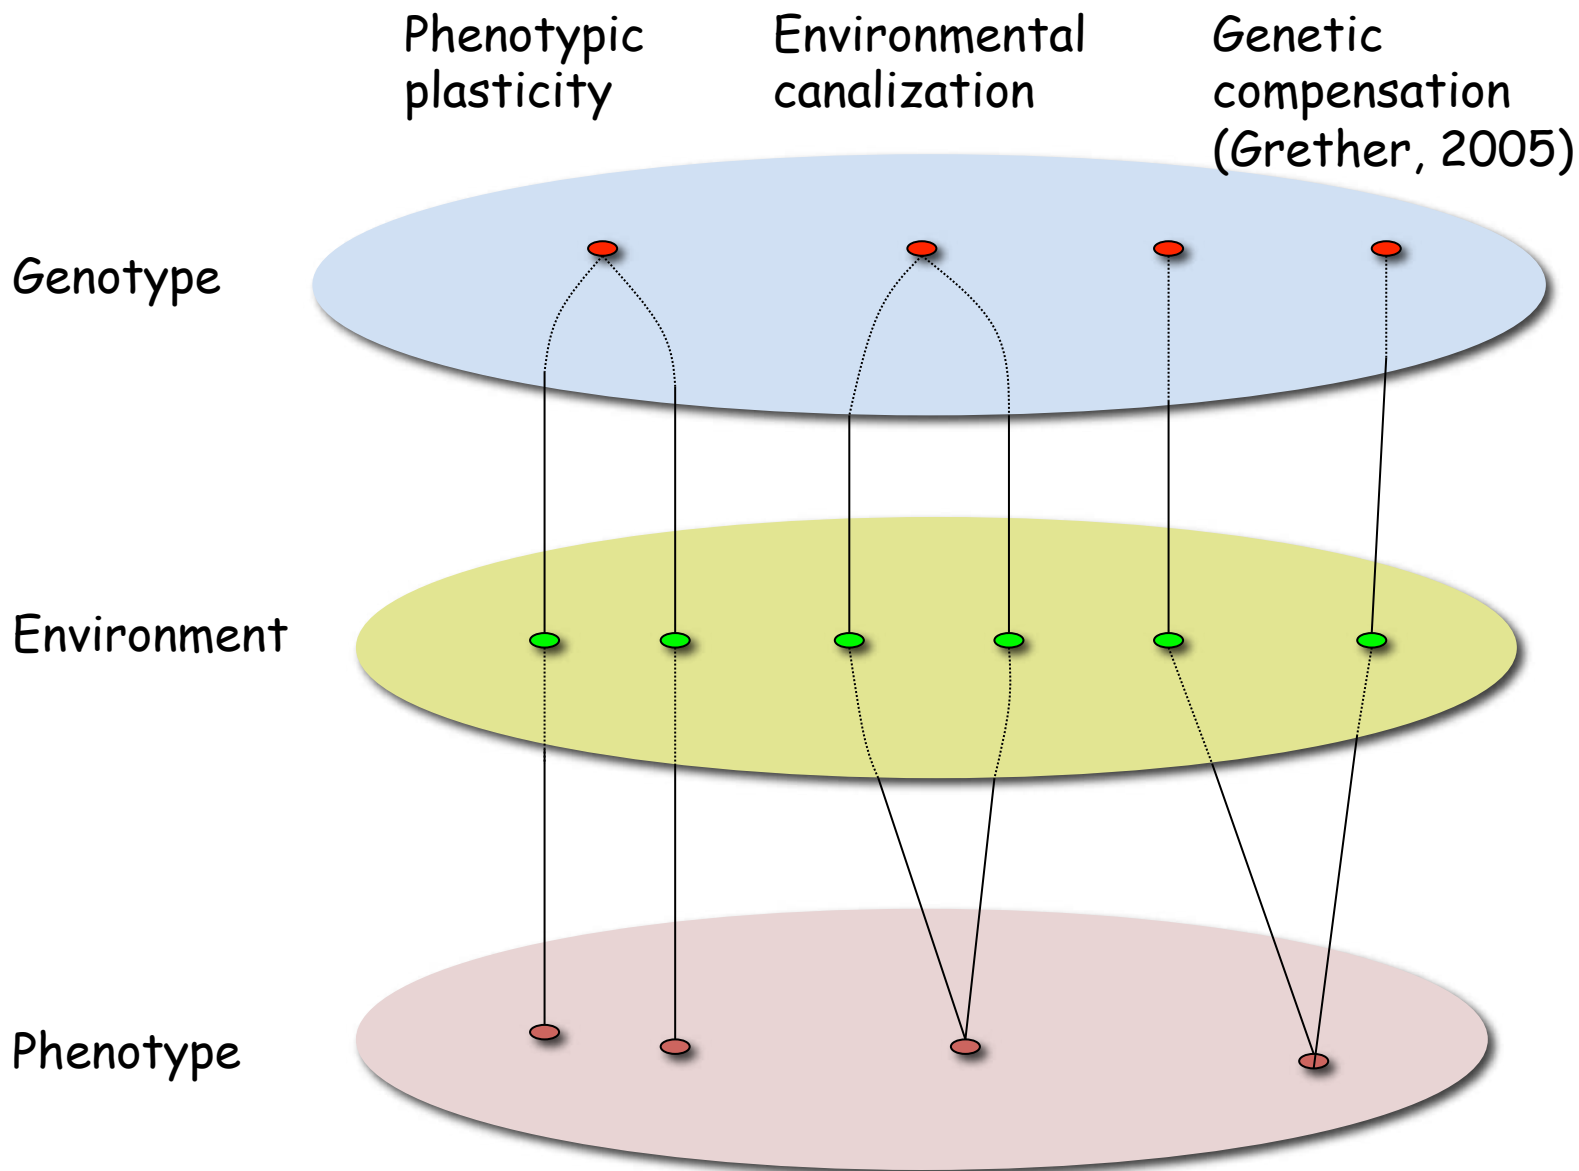 Phenotypic
plasticity
Environmental
canalization
Genetic
compensation
(Grether, 2005)
Genotype
Environment
Phenotype